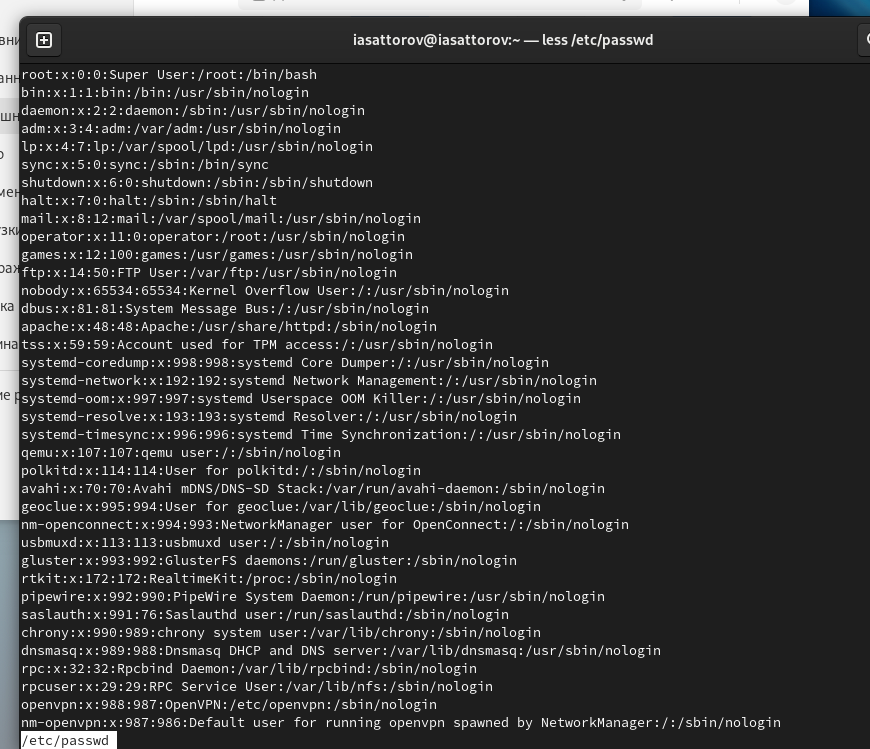 iasattorov@iasattorov:~ — less /etc/passwd
root:x:0:0:Super User:/root:/bin/bash
bin:x:1:1:bin:/bin:/usr/sbin/nologin
daemon:x:2:2:daemon:/sbin:/usr/sbin/nologin
adm:x:3:4:adm:/var/adm:/usr/sbin/nologin
lp:x:4:7:lp:/var/spool/lpd:/usr/sbin/nologin
sync:x:5:0:sync:/sbin:/bin/sync
shutdown:x:6:0:shutdown:/sbin:/sbin/shutdown
halt:x:7:0:halt:/sbin:/sbin/halt
mail:x:8:12:mail:/var/spool/mail:/usr/sbin/nologin
operator:x:11:0:operator:/root:/usr/sbin/nologin
games:x:12:100:games:/usr/games:/usr/sbin/nologin
ftp:x:14:50:FTP User:/var/ftp:/usr/sbin/nologin
nobody:x:65534:65534:Kernel Overflow User:/:/usr/sbin/nologin
dbus:x:81:81:System Message Bus:/:/usr/sbin/nologin
apache:x:48:48:Apache:/usr/share/httpd:/sbin/nologin
tss:x:59:59:Account used for TPM access:/:/usr/sbin/nologin
systemd-coredump:x:998:998:systemd Core Dumper:/:/usr/sbin/nologin
systemd-network:x:192:192:systemd Network Management:/:/usr/sbin/nologin
systemd-oom:x:997:997:systemd Userspace OOM Killer:/:/usr/sbin/nologin
systemd-resolve:x:193:193:systemd Resolver:/:/usr/sbin/nologin
systemd-timesync:x:996:996:systemd Time Synchronization:/:/usr/sbin/nologin
qemu:x:107:107:qemu user:/:/sbin/nologin
polkitd:x:114:114:User for polkitd:/:/sbin/nologin
avahi:x:70:70:Avahi mDNS/DNS-SD Stack:/var/run/avahi-daemon:/sbin/nologin
geoclue:x:995:994:User for geoclue:/var/lib/geoclue:/sbin/nologin
nm-openconnect:x:994:993:NetworkManager user for OpenConnect:/:/sbin/nologin
usbmuxd:x:113:113:usbmuxd user:/:/sbin/nologin
gluster:x:993:992:GlusterFS daemons:/run/gluster:/sbin/nologin
rtkit:x:172:172:RealtimeKit:/proc:/sbin/nologin
pipewire:x:992:990:PipeWire System Daemon:/run/pipewire:/usr/sbin/nologin
saslauth:x:991:76:Saslauthd user:/run/saslauthd:/sbin/nologin
chrony:x:990:989:chrony system user:/var/lib/chrony:/sbin/nologin
dnsmasq:x:989:988:Dnsmasq DHCP and DNS server:/var/lib/dnsmasq:/usr/sbin/nologin
rpc:x:32:32:Rpcbind Daemon:/var/lib/rpcbind:/sbin/nologin
rpcuser:x:29:29:RPC Service User:/var/lib/nfs:/sbin/nologin
openvpn:x:988:987:OpenVPN:/etc/openvpn:/sbin/nologin
nm-openvpn:x:987:986:Default user for running openvpn spawned by NetworkManager:/:/sbin/nologin
/etc/passwd